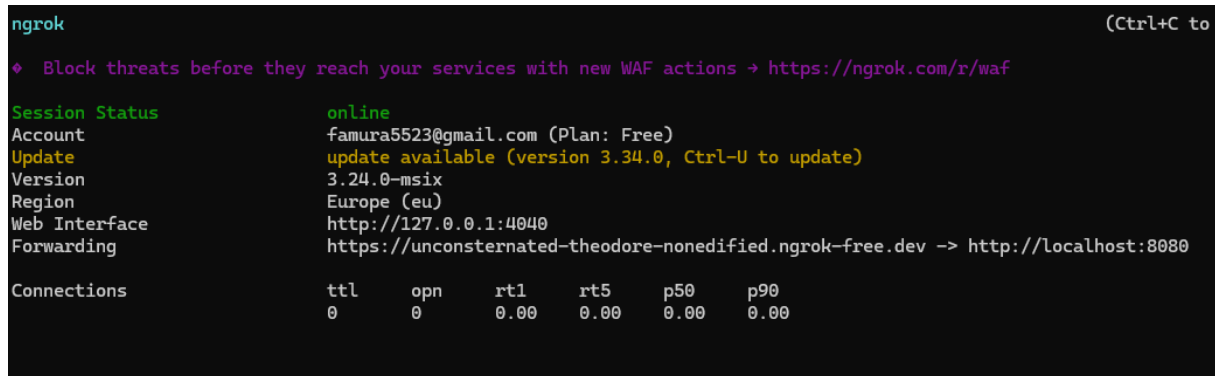 ngrok (Ctrl+C to
� Block threats before they reach your services with new WAF actions → https://ngrok.com/r/waf
Session Status online
Account famura5523@gmail.com (Plan: Free)
Update update available (version 3.34.0, Ctrl-U to update)
Version 3.24.0-msix
Region Europe (eu)
Web Interface http://127.0.0.1:4040
Forwarding https://unconsternated-theodore-nonedified.ngrok-free.dev -> http://localhost:8080
Connections ttl opn rt1 rt5 p50 p90
0 0 0.00 0.00 0.00 0.00